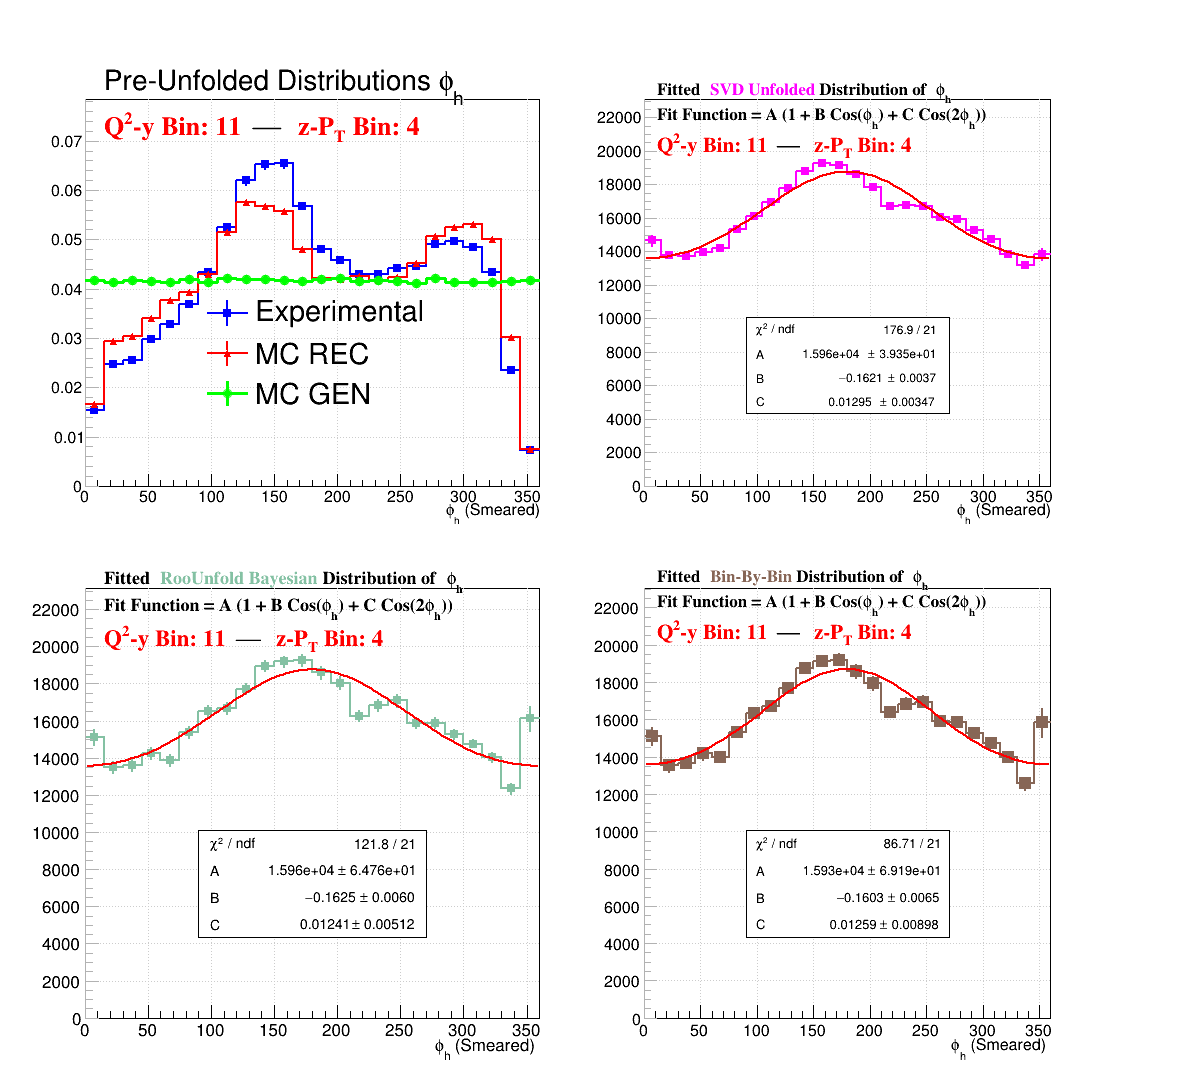 Pre-Unfolded Distributions ϕh
Q²-y Bin: 11 — z-PT Bin: 4
0.07
0.06
0.05
0.04
0.03
0.02
0.01
0
Experimental
MC REC
MC GEN
0 50 100 150 200 250 300 350
ϕh (Smeared)
Fitted SVD Unfolded Distribution of ϕh
Fit Function = A (1 + B Cos(ϕh) + C Cos(2ϕh))
Q²-y Bin: 11 — z-PT Bin: 4
22000
20000
18000
16000
14000
12000
10000
8000
6000
4000
2000
0
χ² / ndf 176.9 / 21
A 1.596e+04 ± 3.935e+01
B −0.1621 ± 0.0037
C 0.01295 ± 0.00347
0 50 100 150 200 250 300 350
ϕh (Smeared)
Fitted RooUnfold Bayesian Distribution of ϕh
Fit Function = A (1 + B Cos(ϕh) + C Cos(2ϕh))
Q²-y Bin: 11 — z-PT Bin: 4
22000
20000
18000
16000
14000
12000
10000
8000
6000
4000
2000
0
χ² / ndf 121.8 / 21
A 1.596e+04 ± 6.476e+01
B −0.1625 ± 0.0060
C 0.01241 ± 0.00512
0 50 100 150 200 250 300 350
ϕh (Smeared)
Fitted Bin-By-Bin Distribution of ϕh
Fit Function = A (1 + B Cos(ϕh) + C Cos(2ϕh))
Q²-y Bin: 11 — z-PT Bin: 4
22000
20000
18000
16000
14000
12000
10000
8000
6000
4000
2000
0
χ² / ndf 86.71 / 21
A 1.593e+04 ± 6.919e+01
B −0.1603 ± 0.0065
C 0.01259 ± 0.00898
0 50 100 150 200 250 300 350
ϕh (Smeared)